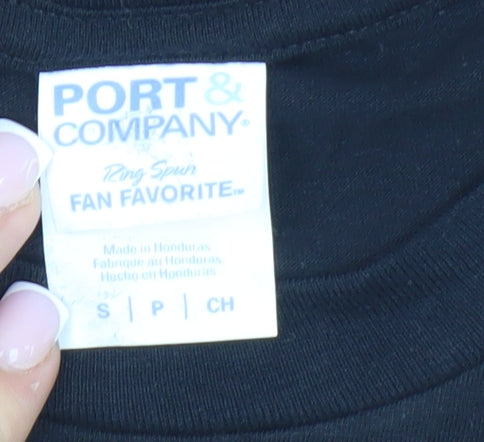 PORT &
COMPANY®
Ring Spun
FAN FAVORITE™
Made in Honduras
Fabriqué au Honduras
Hecho en Honduras
S | P | CH